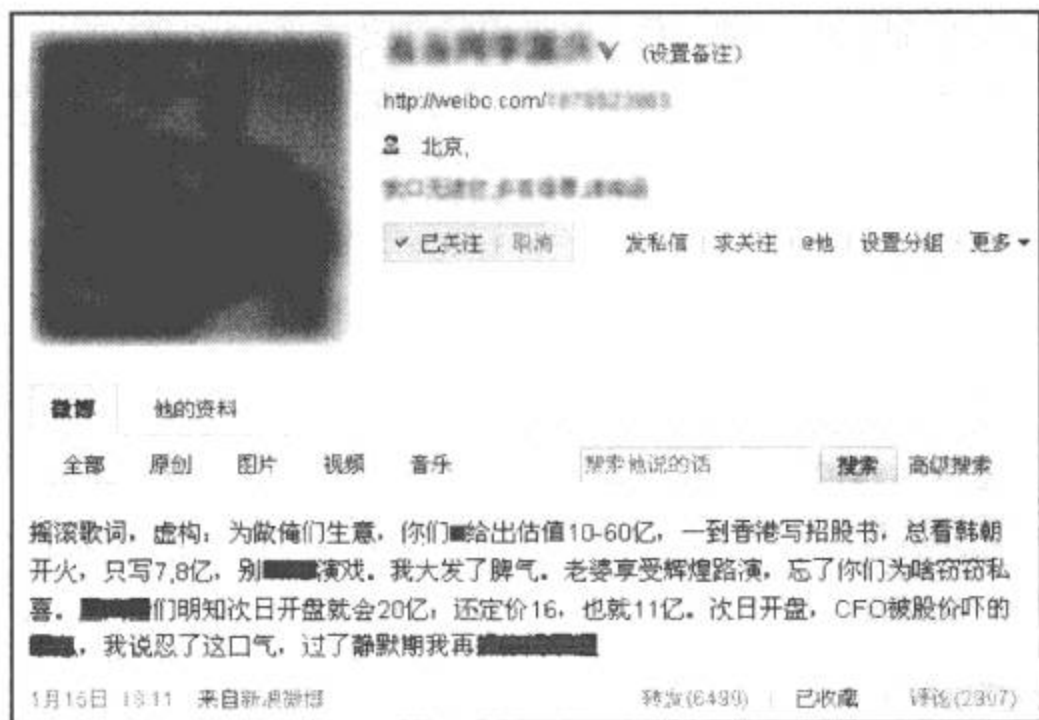 (设置备注)
http://weibo.com/
北京,
已关注 取消
发私信 求关注 @他 设置分组 更多
微博 他的资料
全部 原创 图片 视频 音乐 搜索他说的话 搜索 高级搜索
摇滚歌词，虚构：为做俺们生意，你们给出估值10-60亿，一到香港写招股书，总看韩朝
开火，只写7,8亿，别演戏。我大发了脾气。老婆享受辉煌路演，忘了你们为啥窃窃私
喜。们明知次日开盘就会20亿，还定价16，也就11亿。次日开盘，CFO被股价吓的
，我说忍了这口气，过了静默期我再
1月15日 来自新浪微博 转发(6499) 已收藏 评论